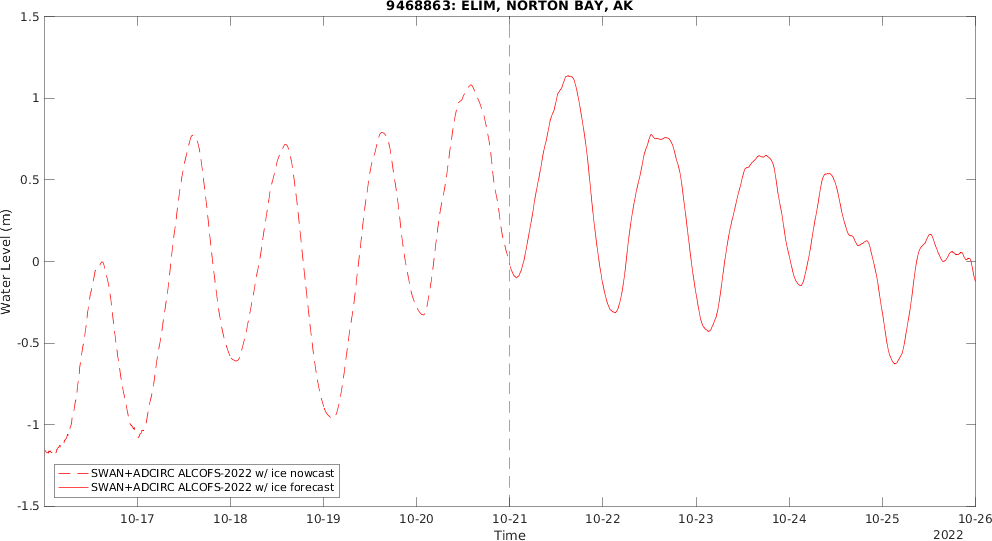 9468863: ELIM, NORTON BAY, AK
1.5
1
0.5
0
-0.5
-1
-1.5
Water Level (m)
SWAN+ADCIRC ALCOFS-2022 w/ ice nowcast
SWAN+ADCIRC ALCOFS-2022 w/ ice forecast
10-17 10-18 10-19 10-20 10-21 10-22 10-23 10-24 10-25 10-26
Time
2022